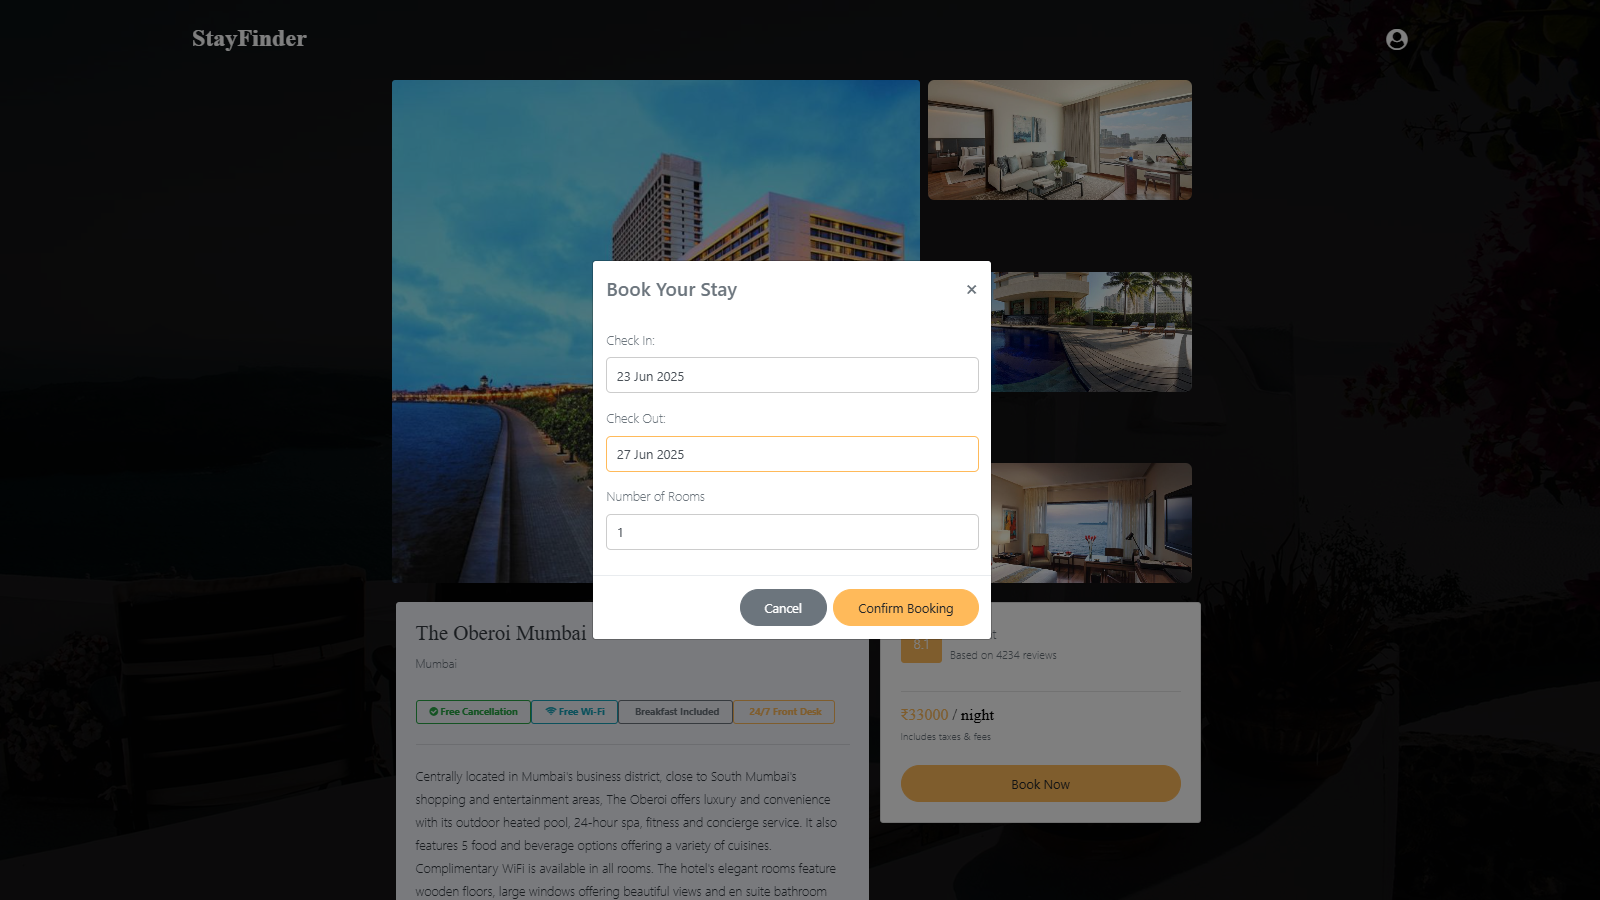 StayFinder
Book Your Stay
×
Check In:
23 Jun 2025
Check Out:
27 Jun 2025
Number of Rooms
1
Cancel
Confirm Booking
The Oberoi Mumbai
Mumbai
Free Cancellation
Free Wi-Fi
Breakfast Included
24/7 Front Desk
Centrally located in Mumbai's business district, close to South Mumbai's
shopping and entertainment areas, The Oberoi offers luxury and convenience
with its outdoor heated pool, 24-hour spa, fitness and concierge service. It also
features 5 food and beverage options offering a variety of cuisines.
Complimentary WiFi is available in all rooms. The hotel's elegant rooms feature
wooden floors, large windows offering beautiful views and en suite bathroom
8.1
Based on 4234 reviews
₹33000 / night
Includes taxes & fees
Book Now